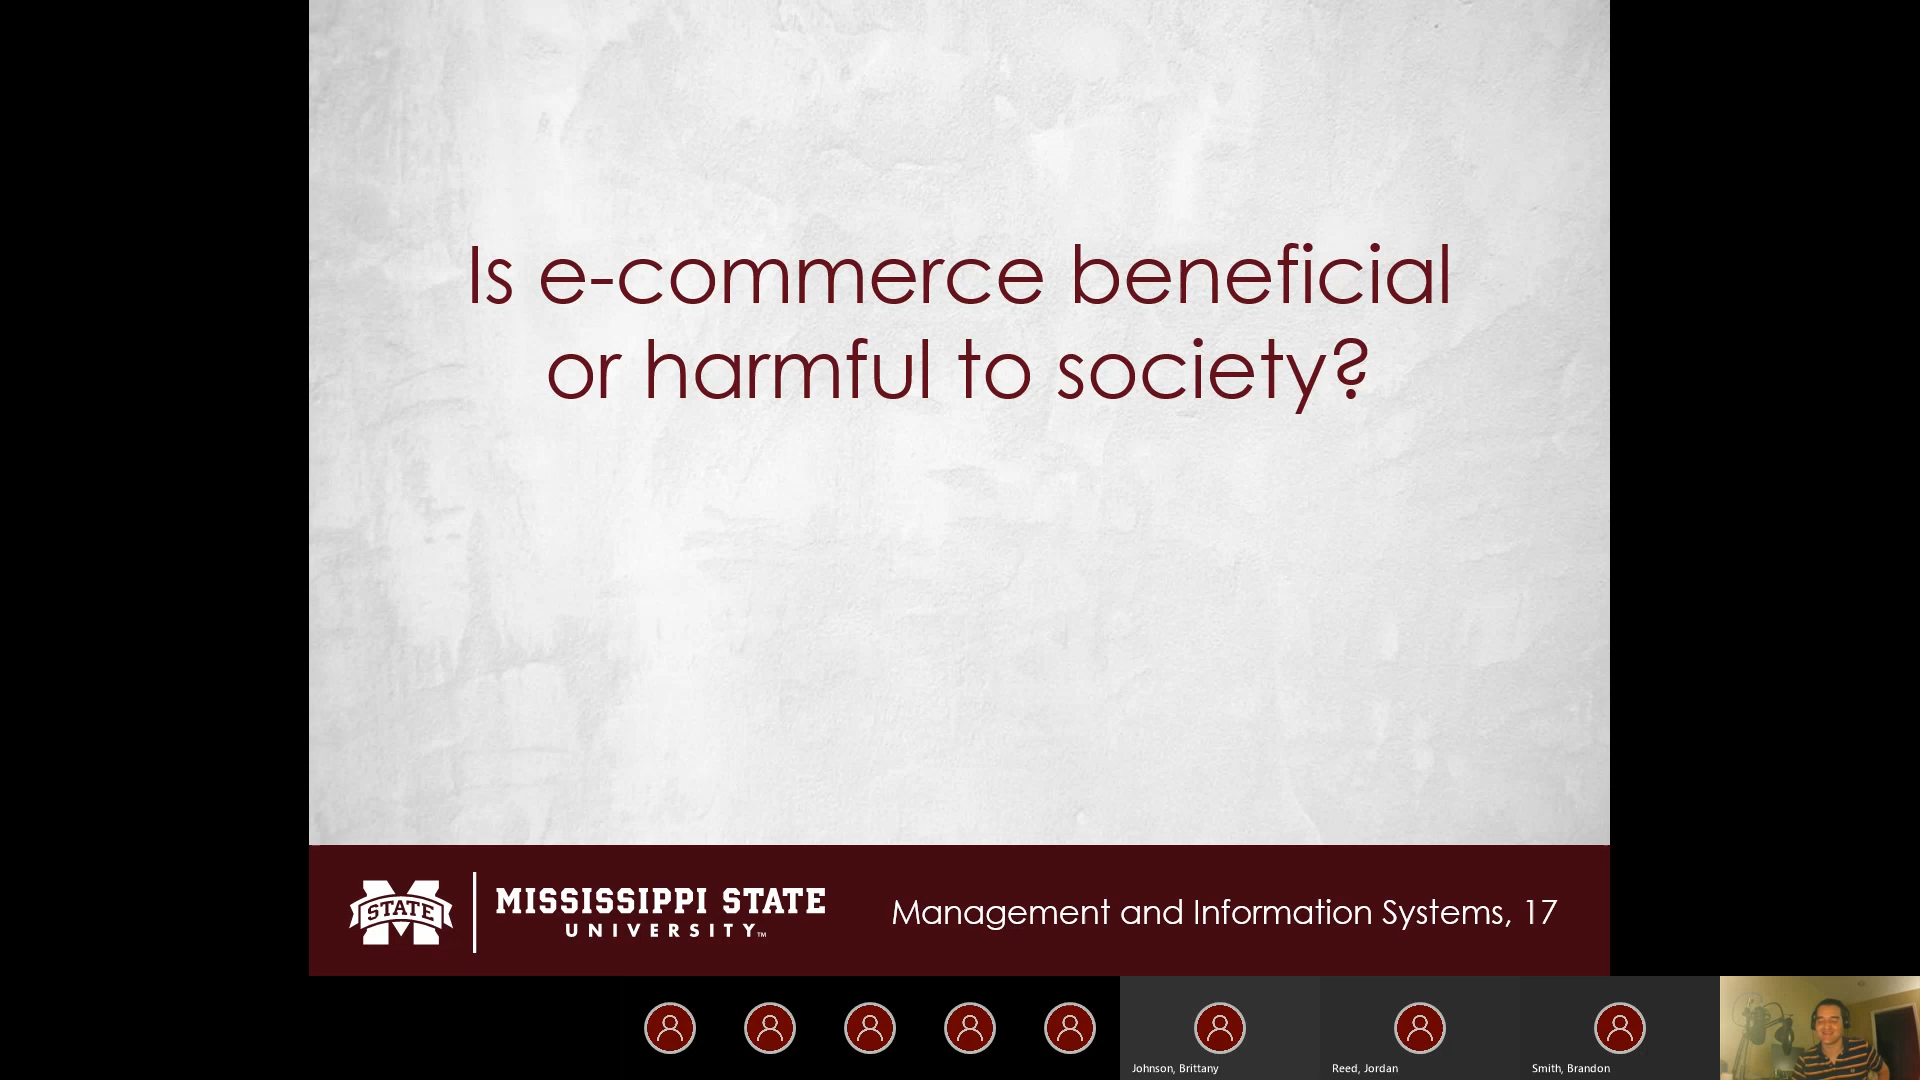 Is e-commerce beneficial
or harmful to society?
STATE
MISSISSIPPI STATE
UNIVERSITY™
Management and Information Systems, 17
Johnson, Brittany
Reed, Jordan
Smith, Brandon